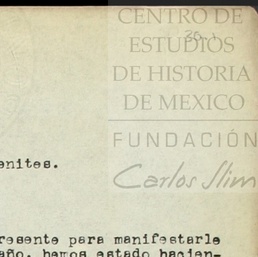 CENTRO DE
ESTUDIOS
DE HISTORIA
DE MEXICO
FUNDACIÓN
Carlos Slim
enites.
resente para manifestarle
año, hemos estado hacien-